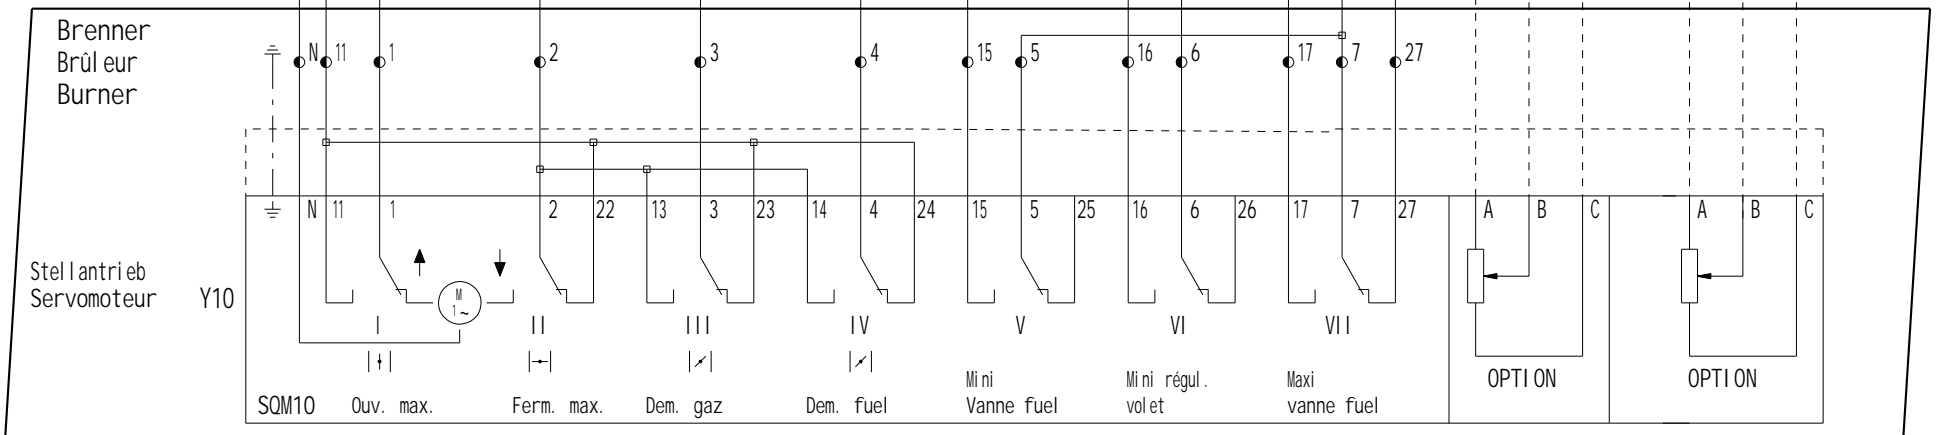 Brenner
Brûleur
Burner
N 11 1 2 3 4 15 5 16 6 17 7 27
N 11 1 2 22 13 3 23 14 4 24 15 5 25 16 6 26 17 7 27 A B C A B C
Stellantrieb
Servomoteur
Y10
M
1~
I II III IV V VI VII
OPTION OPTION
Mini Mini régul. Maxi
SQM10 Ouv. max. Ferm. max. Dem. gaz Dem. fuel Vanne fuel volet vanne fuel